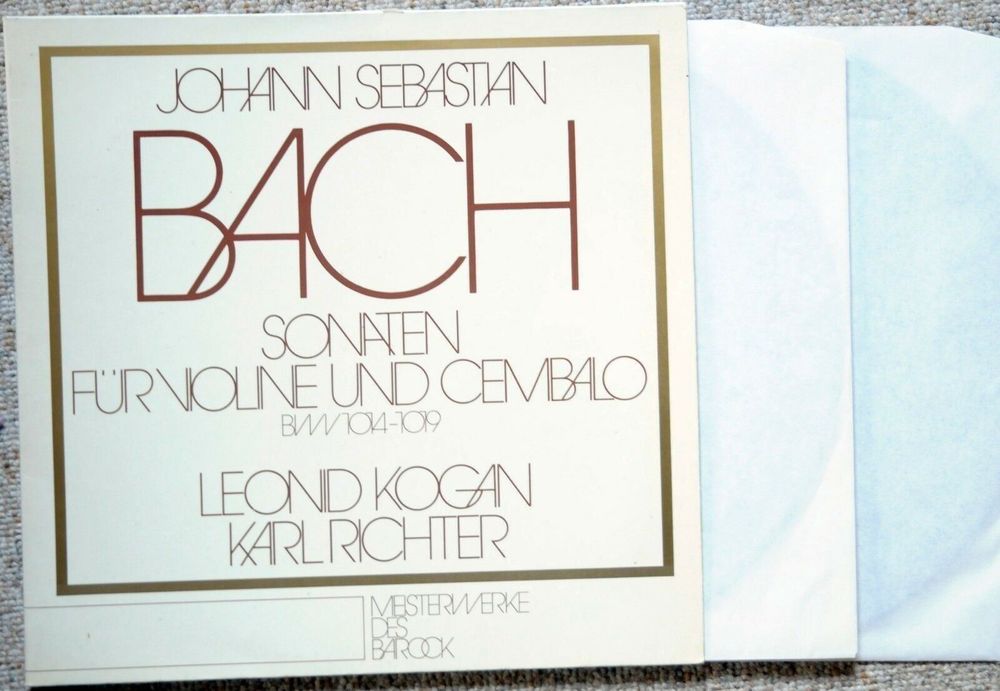 JOHANN SEBASTIAN
BACH
SONATEN
FÜR VIOLINE UND CEMBALO
BWV 1014-1019
LEONID KOGAN
KARL RICHTER
MEISTERWERKE
DES
BAROCK